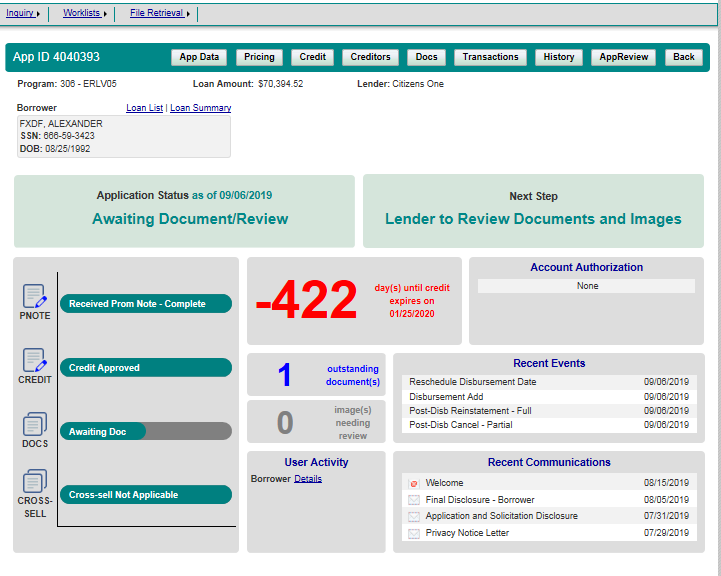 Inquiry Worklists File Retrieval
App ID 4040393 App Data Pricing Credit Creditors Docs Transactions History AppReview Back
Program: 306 - ERLV05 Loan Amount: $70,394.52 Lender: Citizens One
Borrower Loan List | Loan Summary
FXDF, ALEXANDER
SSN: 666-59-3423
DOB: 08/25/1992
Application Status as of 09/06/2019
Awaiting Document/Review
Next Step
Lender to Review Documents and Images
PNOTE
Received Prom Note - Complete
CREDIT
Credit Approved
DOCS
Awaiting Doc
CROSS-
SELL
Cross-sell Not Applicable
-422
day(s) until credit
expires on
01/25/2020
Account Authorization
None
1
outstanding
document(s)
0
image(s)
needing
review
Recent Events
Reschedule Disbursement Date 09/06/2019
Disbursement Add 09/06/2019
Post-Disb Reinstatement - Full 09/06/2019
Post-Disb Cancel - Partial 09/06/2019
User Activity
Borrower Details
Recent Communications
Welcome 08/15/2019
Final Disclosure - Borrower 08/05/2019
Application and Solicitation Disclosure 07/31/2019
Privacy Notice Letter 07/29/2019